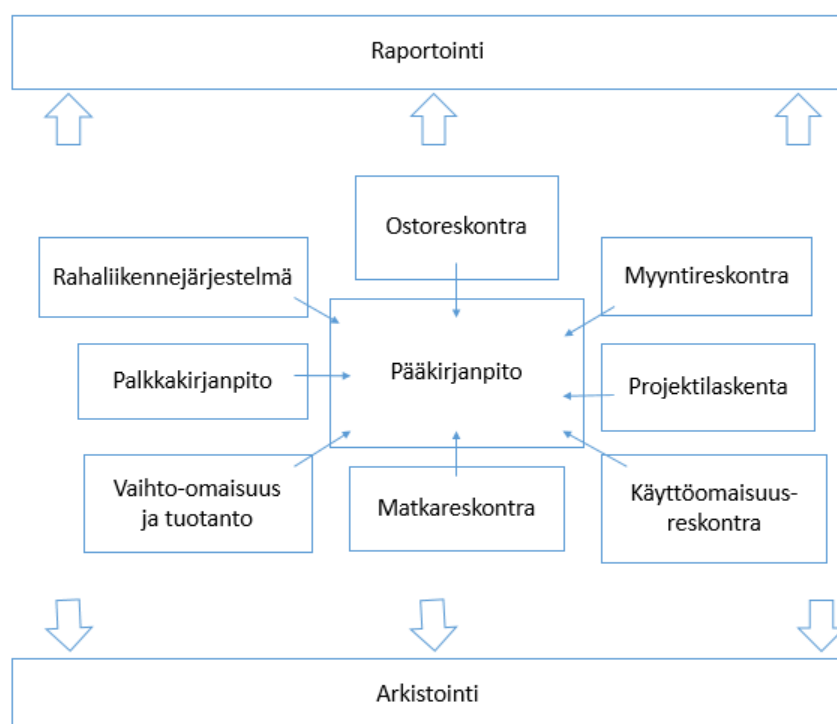 Raportointi
Ostoreskontra
Rahaliikennejärjestelmä
Myyntireskontra
Palkkakirjanpito
Pääkirjanpito
Projektilaskenta
Vaihto-omaisuus
ja tuotanto
Matkareskontra
Käyttöomaisuus-
reskontra
Arkistointi